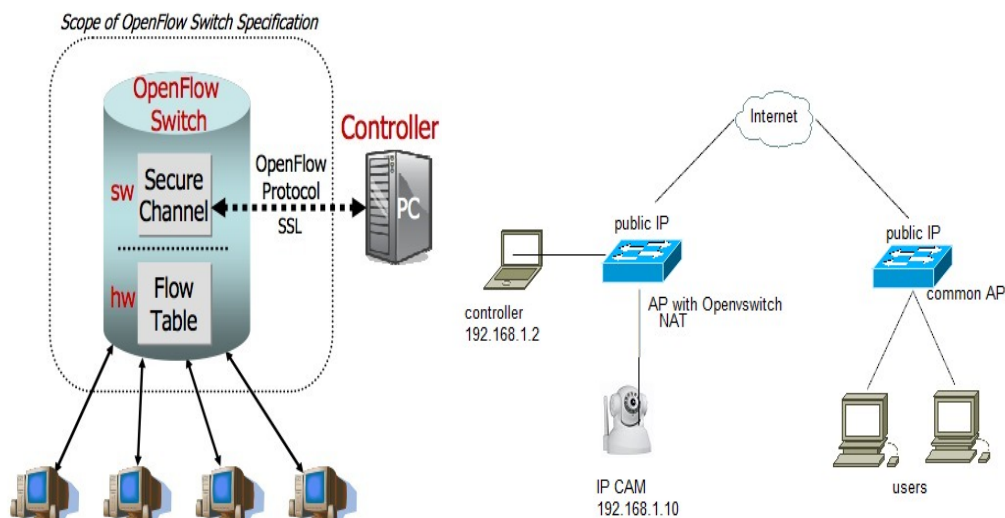 Scope of OpenFlow Switch Specification
OpenFlow
Switch
sw
Secure
Channel
hw
Flow
Table
OpenFlow
Protocol
SSL
Controller
PC
Internet
public IP
public IP
controller
192.168.1.2
AP with Openvswitch
NAT
common AP
IP CAM
192.168.1.10
users